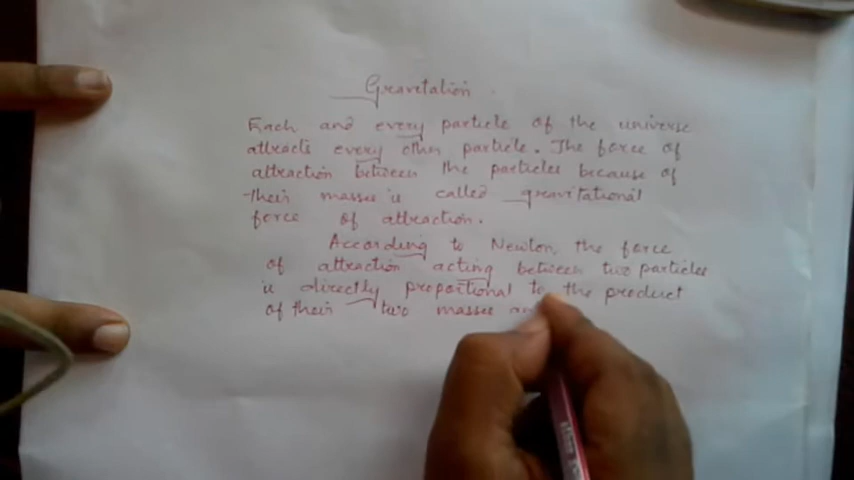 Gravitation
Each and every particle of the universe
attracts every other particle. The force of
attraction between the particles because of
their masses is called gravitational
force of attraction.
According to Newton, the force
of attraction acting between two particles
is directly proportional to the product
of their two masses